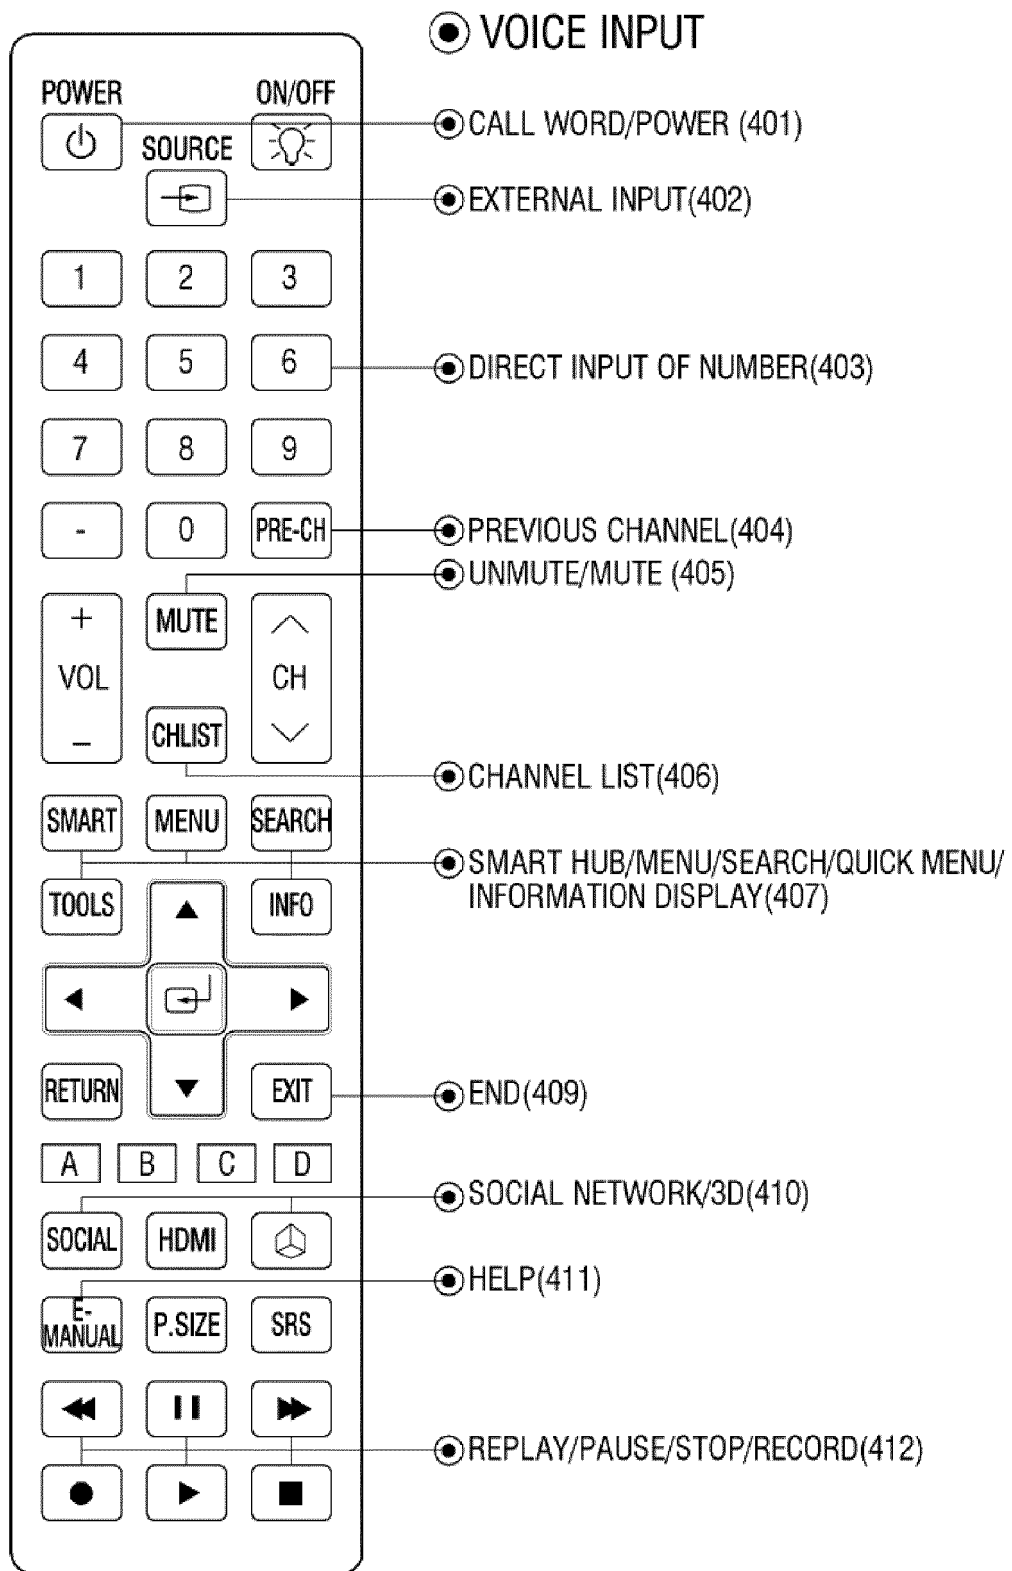 VOICE INPUT
POWER ON/OFF
CALL WORD/POWER (401)
SOURCE
EXTERNAL INPUT(402)
1 2 3
4 5 6
DIRECT INPUT OF NUMBER(403)
7 8 9
- 0 PRE-CH
PREVIOUS CHANNEL(404)
UNMUTE/MUTE (405)
+ MUTE
VOL CH
–
CHLIST
CHANNEL LIST(406)
SMART MENU SEARCH
SMART HUB/MENU/SEARCH/QUICK MENU/
INFORMATION DISPLAY(407)
TOOLS INFO
RETURN EXIT
END(409)
A B C D
SOCIAL NETWORK/3D(410)
SOCIAL HDMI
HELP(411)
E-
MANUAL P.SIZE SRS
REPLAY/PAUSE/STOP/RECORD(412)